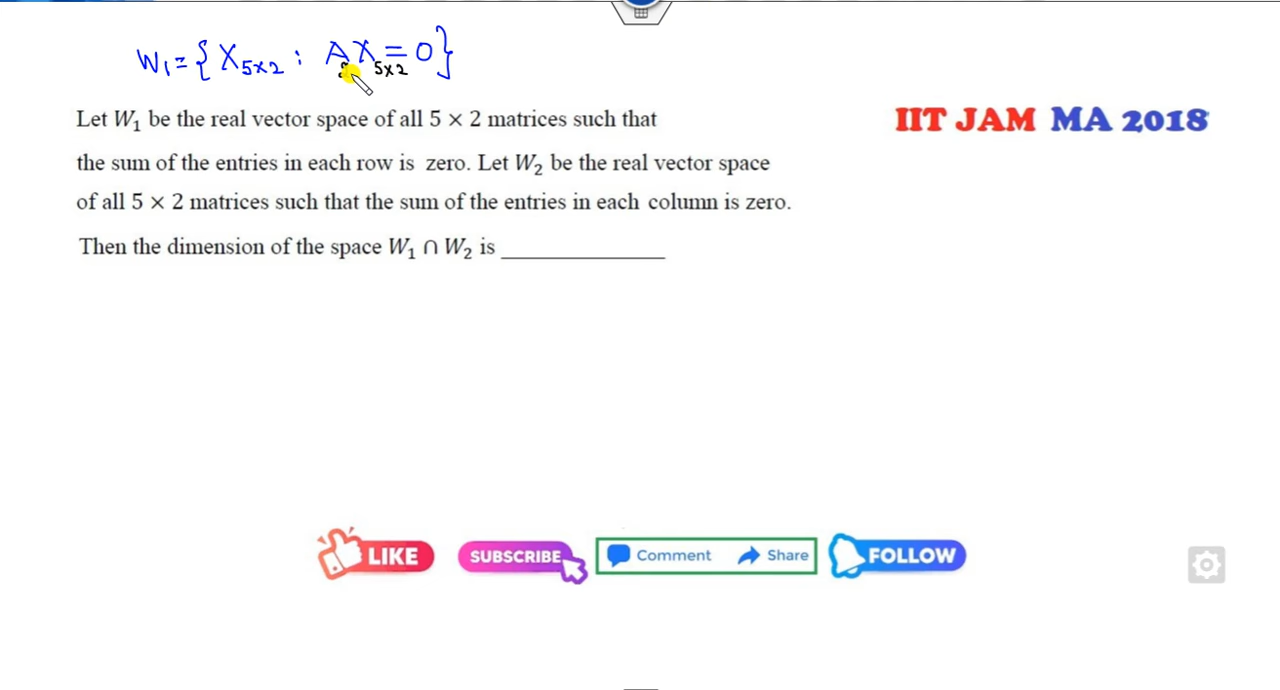 W₁ = { X₅ₓ₂ : A X₅ₓ₂ = 0 }
Let W₁ be the real vector space of all 5 × 2 matrices such that
IIT JAM MA 2018
the sum of the entries in each row is zero. Let W₂ be the real vector space
of all 5 × 2 matrices such that the sum of the entries in each column is zero.
Then the dimension of the space W₁ ∩ W₂ is ____________
LIKE
SUBSCRIBE
Comment
Share
FOLLOW